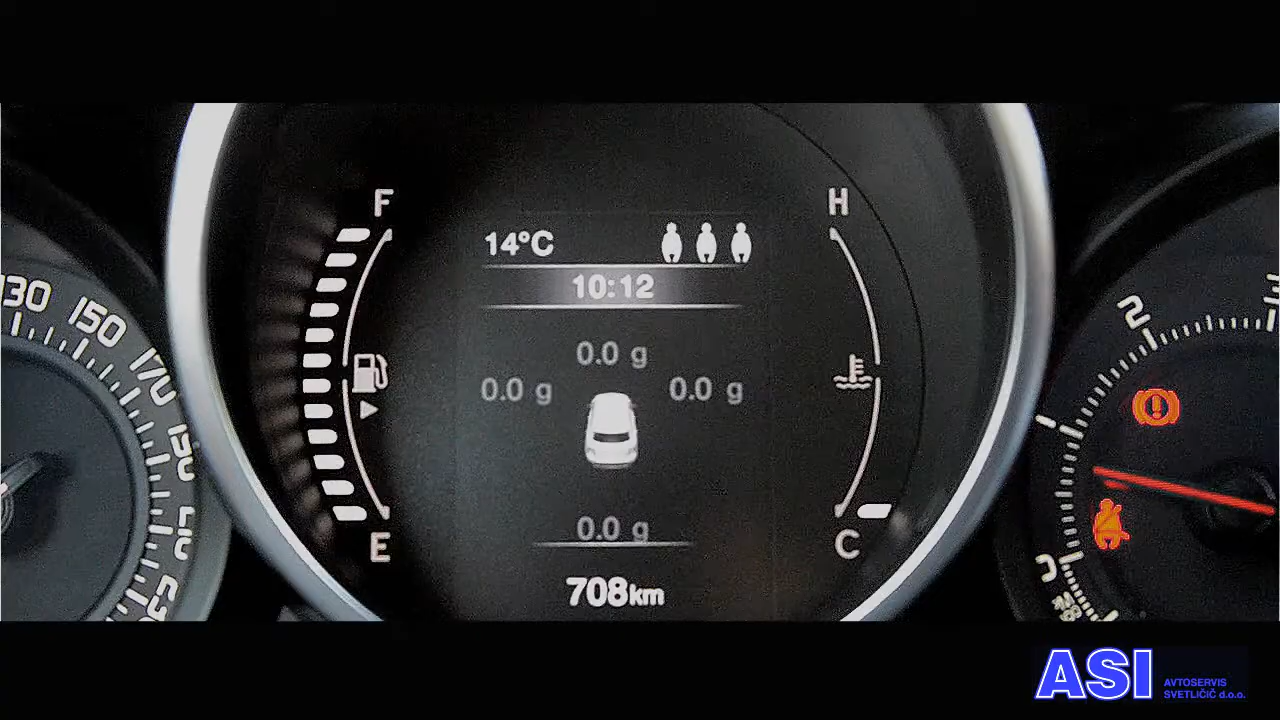 F
H
14°C
10:12
130
150
170
2
0.0 g
0.0 g
0.0 g
1
0.0 g
E
C
0
708km
ASI
AVTOSERVIS
SVETLIČIČ d.o.o.